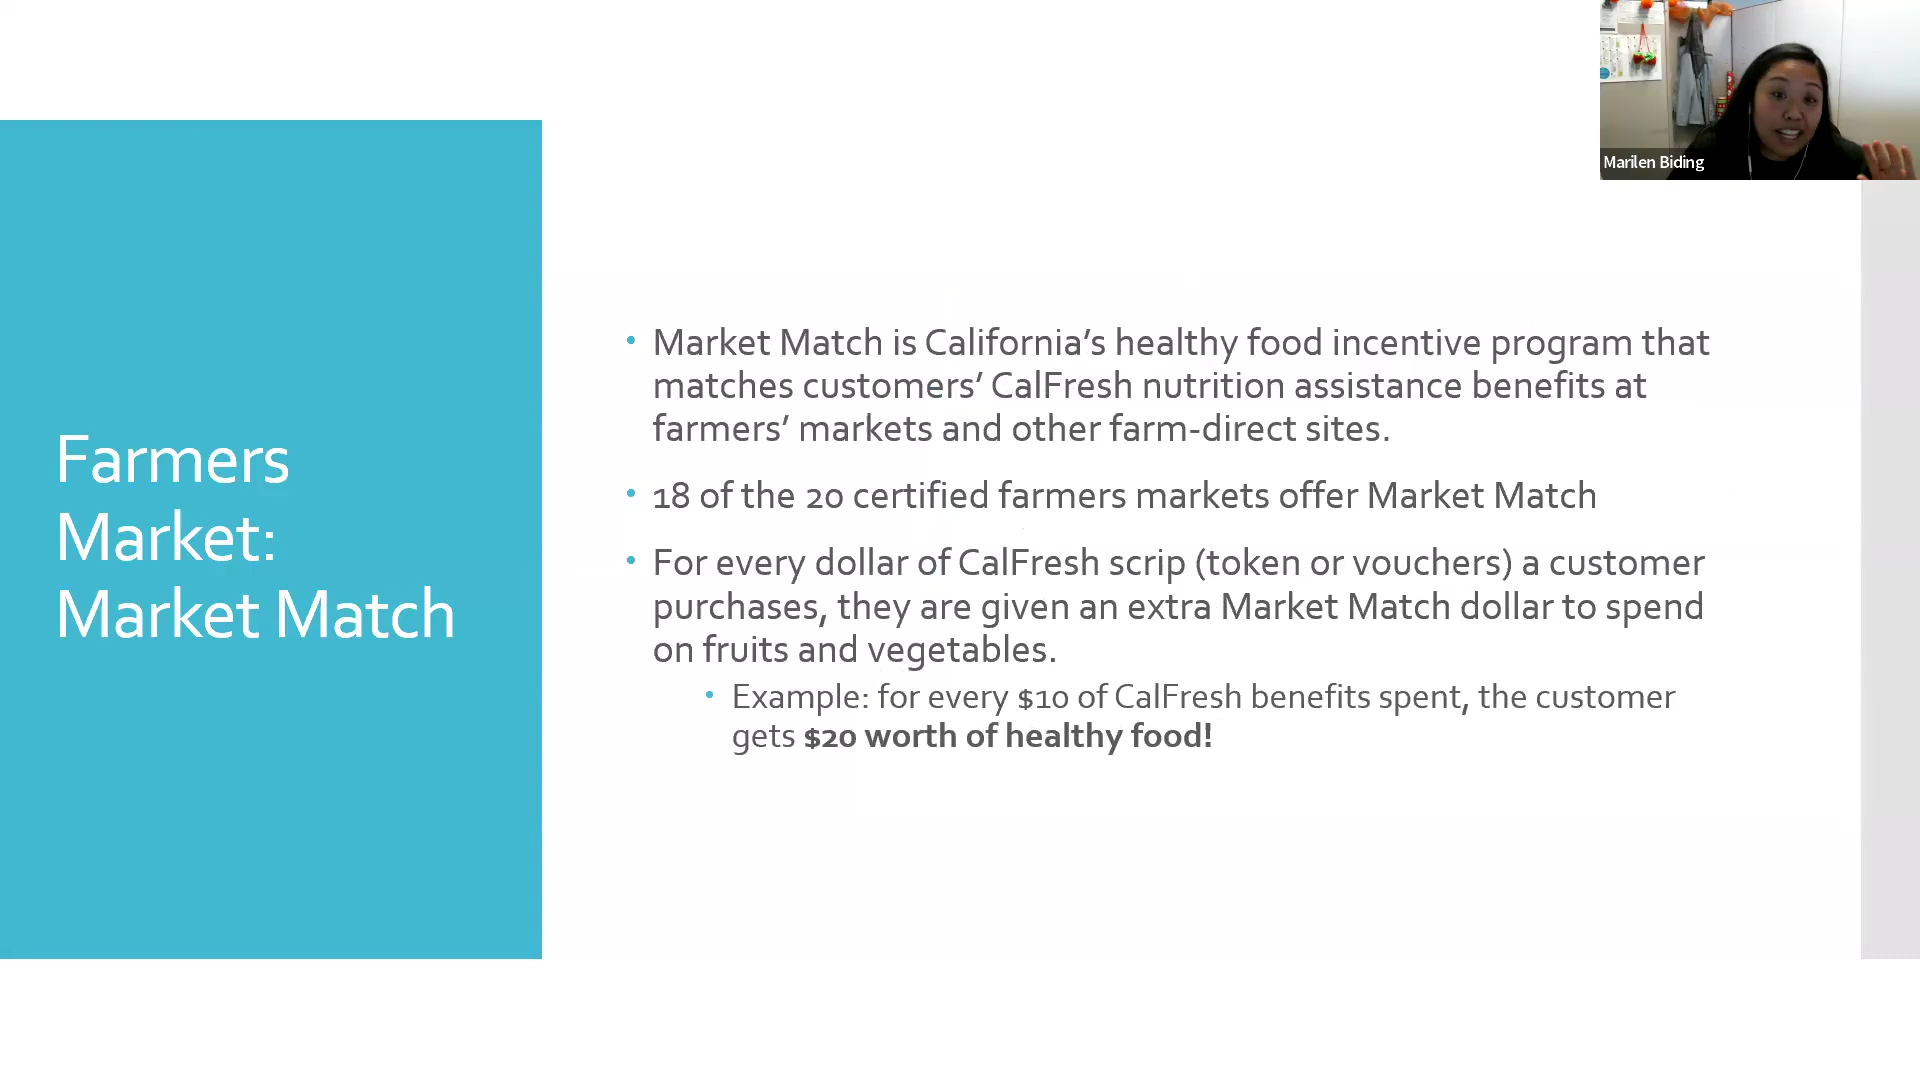 Marilen Biding
Farmers
Market:
Market Match
• Market Match is California’s healthy food incentive program that
matches customers’ CalFresh nutrition assistance benefits at
farmers’ markets and other farm-direct sites.
• 18 of the 20 certified farmers markets offer Market Match
• For every dollar of CalFresh scrip (token or vouchers) a customer
purchases, they are given an extra Market Match dollar to spend
on fruits and vegetables.
• Example: for every $10 of CalFresh benefits spent, the customer
gets $20 worth of healthy food!